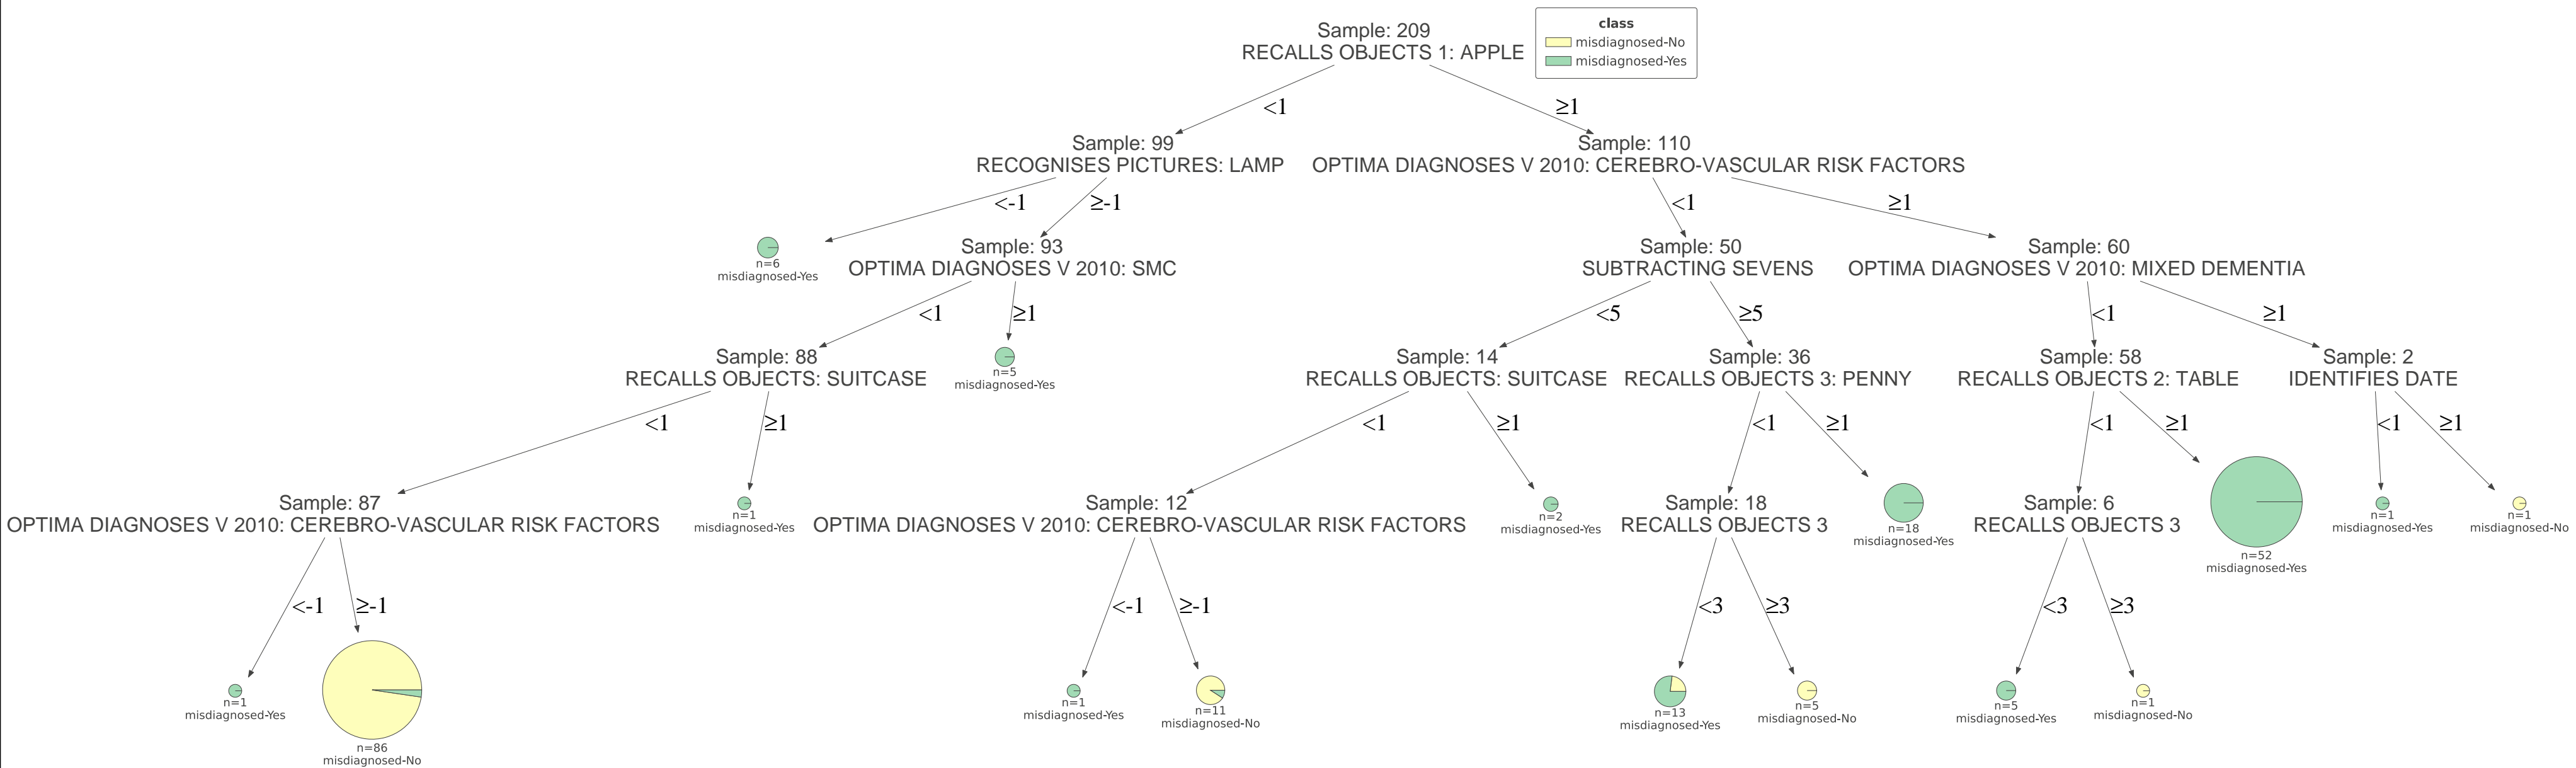 Sample: 209
RECALLS OBJECTS 1: APPLE
class
misdiagnosed-No
misdiagnosed-Yes
<1
≥1
Sample: 99
RECOGNISES PICTURES: LAMP
Sample: 110
OPTIMA DIAGNOSES V 2010: CEREBRO-VASCULAR RISK FACTORS
<-1
≥-1
<1
≥1
n=6
misdiagnosed-Yes
Sample: 93
OPTIMA DIAGNOSES V 2010: SMC
Sample: 50
SUBTRACTING SEVENS
Sample: 60
OPTIMA DIAGNOSES V 2010: MIXED DEMENTIA
<1
≥1
<5
≥5
<1
≥1
Sample: 88
RECALLS OBJECTS: SUITCASE
n=5
misdiagnosed-Yes
Sample: 14
RECALLS OBJECTS: SUITCASE
Sample: 36
RECALLS OBJECTS 3: PENNY
Sample: 58
RECALLS OBJECTS 2: TABLE
Sample: 2
IDENTIFIES DATE
<1
≥1
<1
≥1
<1
≥1
<1
≥1
<1
≥1
Sample: 87
OPTIMA DIAGNOSES V 2010: CEREBRO-VASCULAR RISK FACTORS
n=1
misdiagnosed-Yes
Sample: 12
OPTIMA DIAGNOSES V 2010: CEREBRO-VASCULAR RISK FACTORS
n=2
misdiagnosed-Yes
Sample: 18
RECALLS OBJECTS 3
n=18
misdiagnosed-Yes
Sample: 6
RECALLS OBJECTS 3
n=52
misdiagnosed-Yes
n=1
misdiagnosed-Yes
n=1
misdiagnosed-No
<-1
≥-1
<-1
≥-1
<3
≥3
<3
≥3
n=1
misdiagnosed-Yes
n=86
misdiagnosed-No
n=1
misdiagnosed-Yes
n=11
misdiagnosed-No
n=13
misdiagnosed-Yes
n=5
misdiagnosed-No
n=5
misdiagnosed-Yes
n=1
misdiagnosed-No